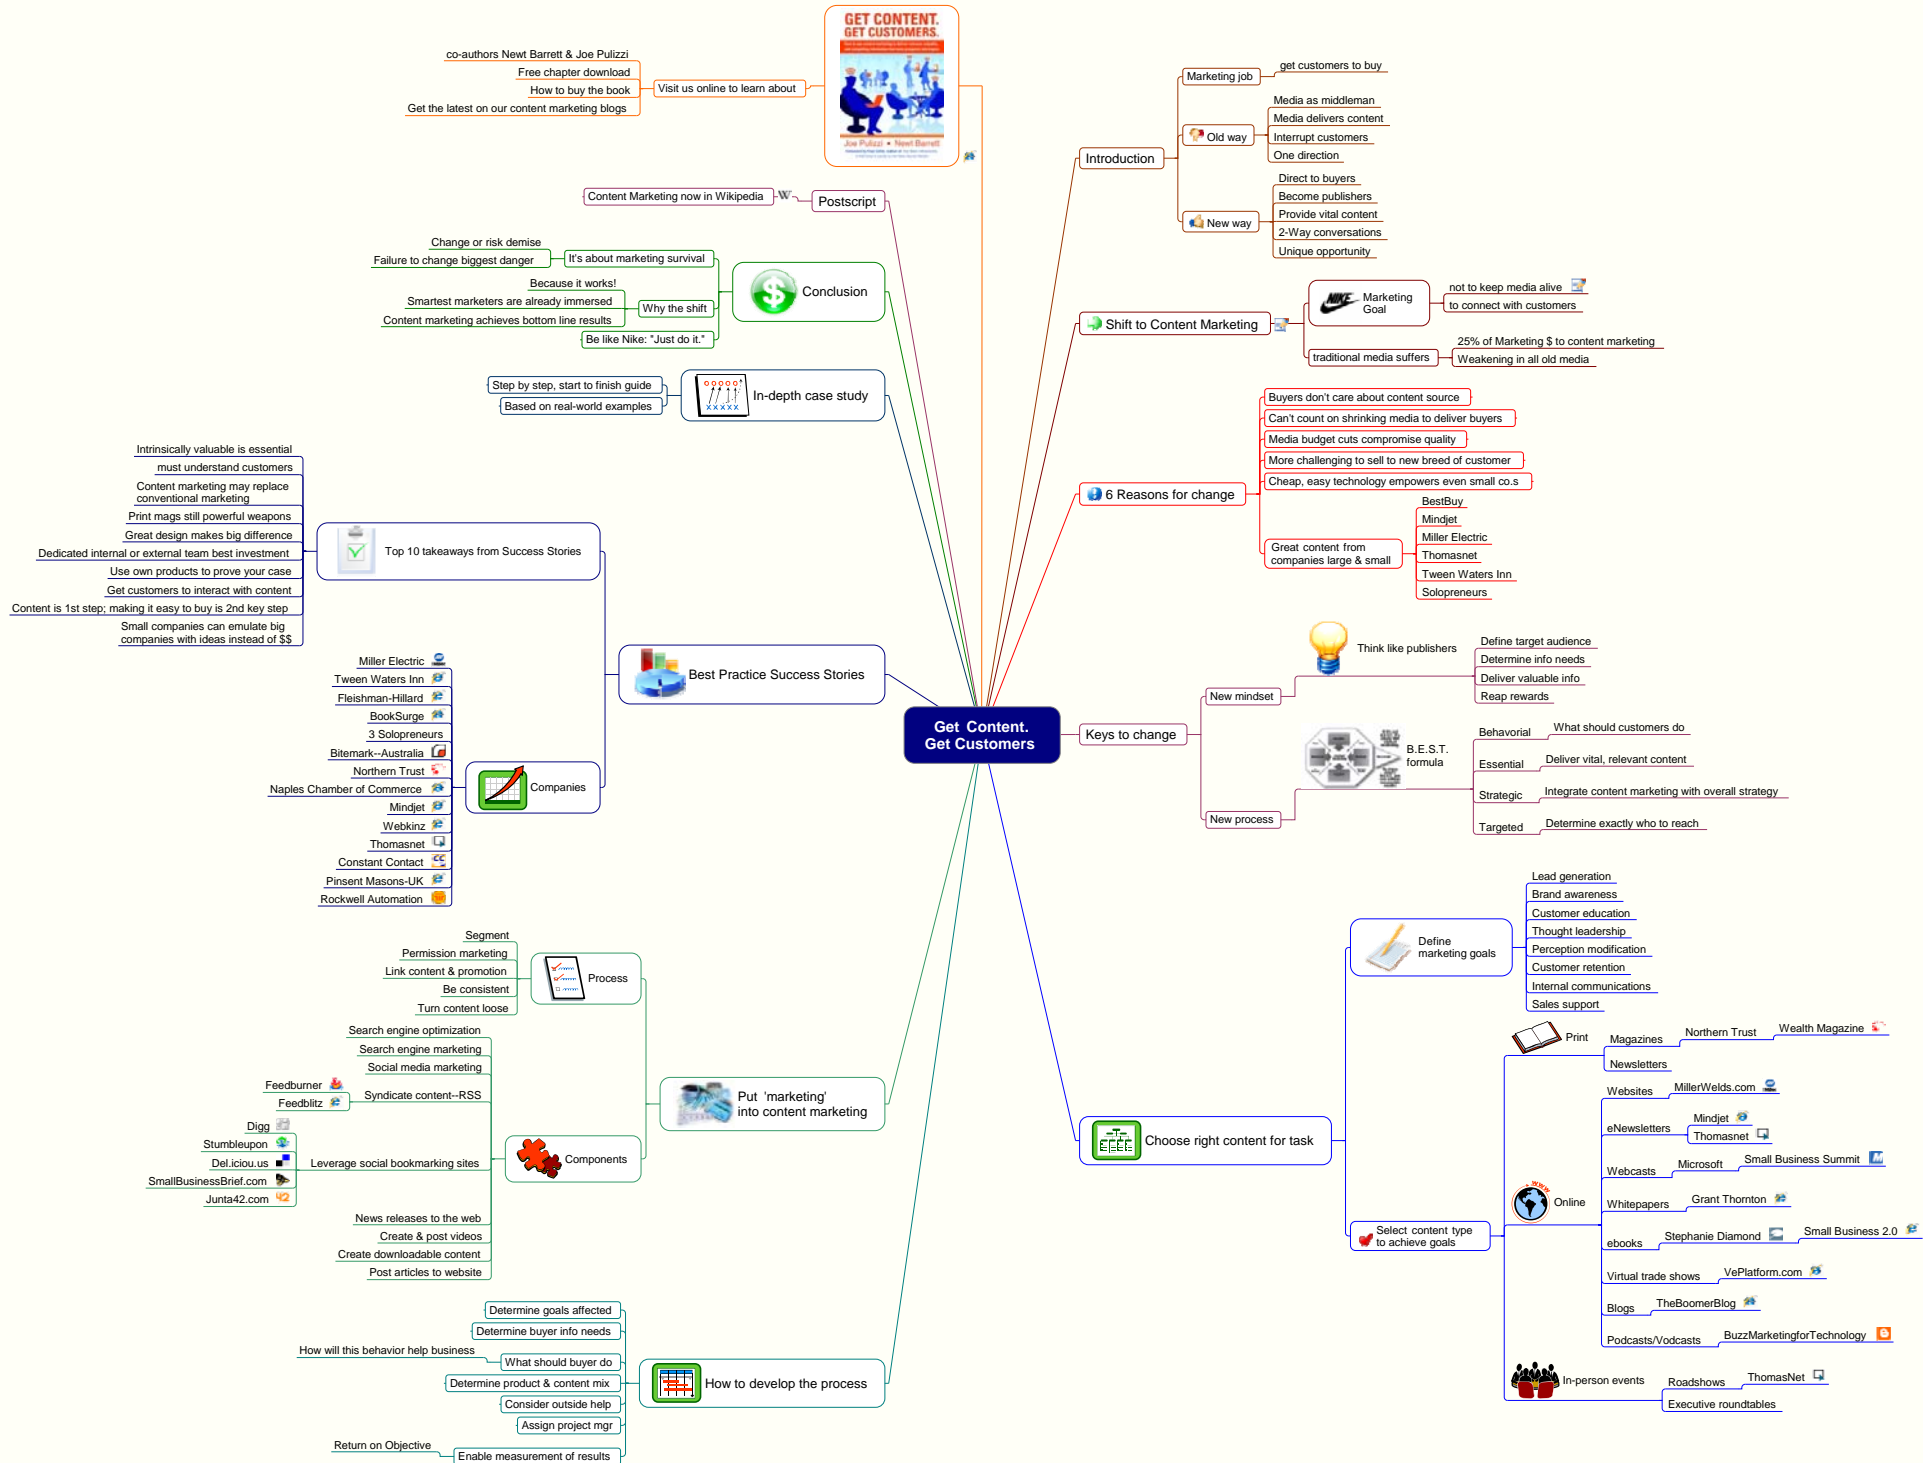 GET CONTENT.
GET CUSTOMERS.
Joe Pulizzi • Newt Barrett
Visit us online to learn about
co-authors Newt Barrett & Joe Pulizzi
Free chapter download
How to buy the book
Get the latest on our content marketing blogs
Postscript
W
Content Marketing now in Wikipedia
Conclusion
$
It's about marketing survival
Change or risk demise
Failure to change biggest danger
Why the shift
Because it works!
Smartest marketers are already immersed
Content marketing achieves bottom line results
Be like Nike: "Just do it."
In-depth case study
Step by step, start to finish guide
Based on real-world examples
Best Practice Success Stories
Top 10 takeaways from Success Stories
Intrinsically valuable is essential
must understand customers
Content marketing may replace
conventional marketing
Print mags still powerful weapons
Great design makes big difference
Dedicated internal or external team best investment
Use own products to prove your case
Get customers to interact with content
Content is 1st step; making it easy to buy is 2nd key step
Small companies can emulate big
companies with ideas instead of $$
Companies
Miller Electric
Tween Waters Inn
Fleishman-Hillard
BookSurge
3 Solopreneurs
Bitemark--Australia
Northern Trust
Naples Chamber of Commerce
Mindjet
Webkinz
Thomasnet
Constant Contact
Pinsent Masons-UK
Rockwell Automation
Put 'marketing'
into content marketing
Process
Segment
Permission marketing
Link content & promotion
Be consistent
Turn content loose
Components
Search engine optimization
Search engine marketing
Social media marketing
Syndicate content--RSS
Feedburner
Feedblitz
Leverage social bookmarking sites
Digg
Stumbleupon
Del.iciou.us
SmallBusinessBrief.com
Junta42.com
42
News releases to the web
Create & post videos
Create downloadable content
Post articles to website
How to develop the process
Determine goals affected
Determine buyer info needs
What should buyer do
How will this behavior help business
Determine product & content mix
Consider outside help
Assign project mgr
Enable measurement of results
Return on Objective
Get Content.
Get Customers
Introduction
Marketing job
get customers to buy
Old way
Media as middleman
Media delivers content
Interrupt customers
One direction
New way
Direct to buyers
Become publishers
Provide vital content
2-Way conversations
Unique opportunity
Shift to Content Marketing
NIKE
Marketing
Goal
not to keep media alive
to connect with customers
traditional media suffers
25% of Marketing $ to content marketing
Weakening in all old media
6 Reasons for change
Buyers don't care about content source
Can't count on shrinking media to deliver buyers
Media budget cuts compromise quality
More challenging to sell to new breed of customer
Cheap, easy technology empowers even small co.s
Great content from
companies large & small
BestBuy
Mindjet
Miller Electric
Thomasnet
Tween Waters Inn
Solopreneurs
Keys to change
New mindset
Think like publishers
Define target audience
Determine info needs
Deliver valuable info
Reap rewards
New process
B.E.S.T.
formula
Behavorial
What should customers do
Essential
Deliver vital, relevant content
Strategic
Integrate content marketing with overall strategy
Targeted
Determine exactly who to reach
Choose right content for task
Define
marketing goals
Lead generation
Brand awareness
Customer education
Thought leadership
Perception modification
Customer retention
Internal communications
Sales support
Select content type
to achieve goals
Print
Magazines
Northern Trust
Wealth Magazine
Newsletters
WWW
Online
Websites
MillerWelds.com
eNewsletters
Mindjet
Thomasnet
Webcasts
Microsoft
Small Business Summit
Whitepapers
Grant Thornton
ebooks
Stephanie Diamond
Small Business 2.0
Virtual trade shows
VePlatform.com
Blogs
TheBoomerBlog
Podcasts/Vodcasts
BuzzMarketingforTechnology
In-person events
Roadshows
ThomasNet
Executive roundtables